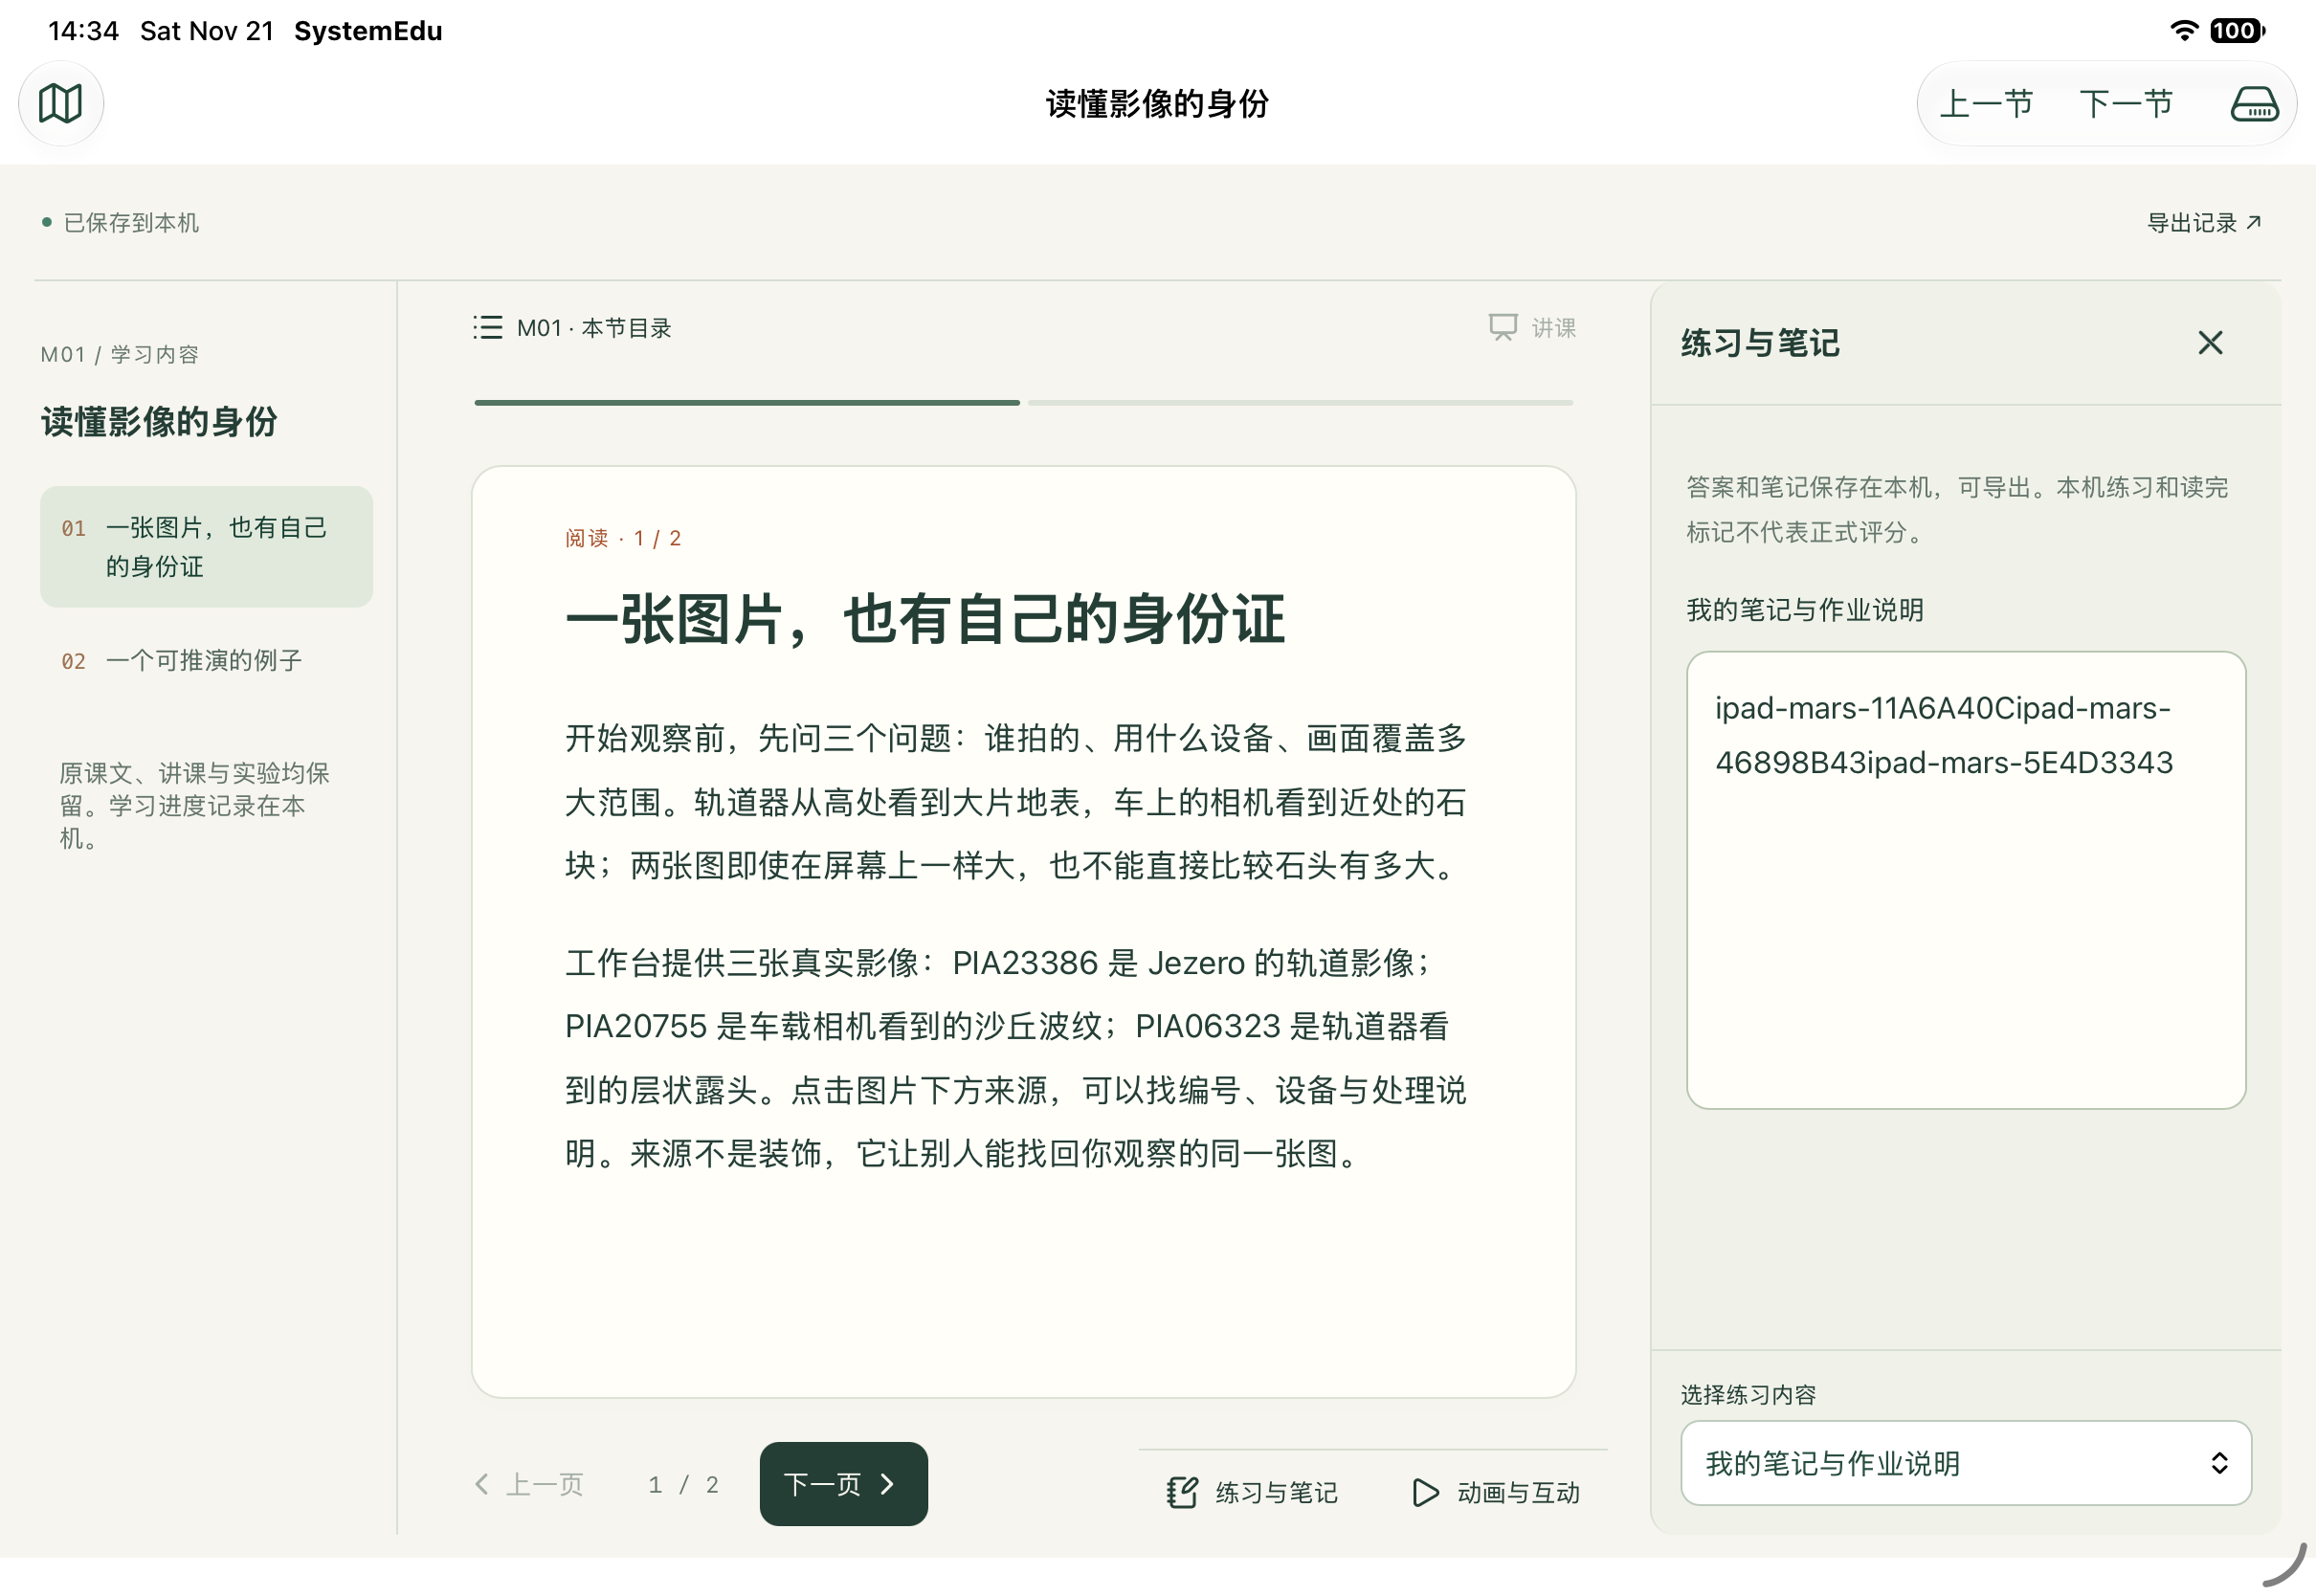 14:34 Sat Nov 21 SystemEdu
100
读懂影像的身份
上一节 下一节
已保存到本机
导出记录
M01 / 学习内容
读懂影像的身份
01 一张图片，也有自己
的身份证
02 一个可推演的例子
原课文、讲课与实验均保
留。学习进度记录在本
机。
M01 · 本节目录
讲课
阅读 · 1 / 2
一张图片，也有自己的身份证
开始观察前，先问三个问题：谁拍的、用什么设备、画面覆盖多
大范围。轨道器从高处看到大片地表，车上的相机看到近处的石
块；两张图即使在屏幕上一样大，也不能直接比较石头有多大。
工作台提供三张真实影像：PIA23386 是 Jezero 的轨道影像；
PIA20755 是车载相机看到的沙丘波纹；PIA06323 是轨道器看
到的层状露头。点击图片下方来源，可以找编号、设备与处理说
明。来源不是装饰，它让别人能找回你观察的同一张图。
上一页 1 / 2 下一页
练习与笔记 动画与互动
练习与笔记
答案和笔记保存在本机，可导出。本机练习和读完
标记不代表正式评分。
我的笔记与作业说明
ipad-mars-11A6A40Cipad-mars-
46898B43ipad-mars-5E4D3343
选择练习内容
我的笔记与作业说明